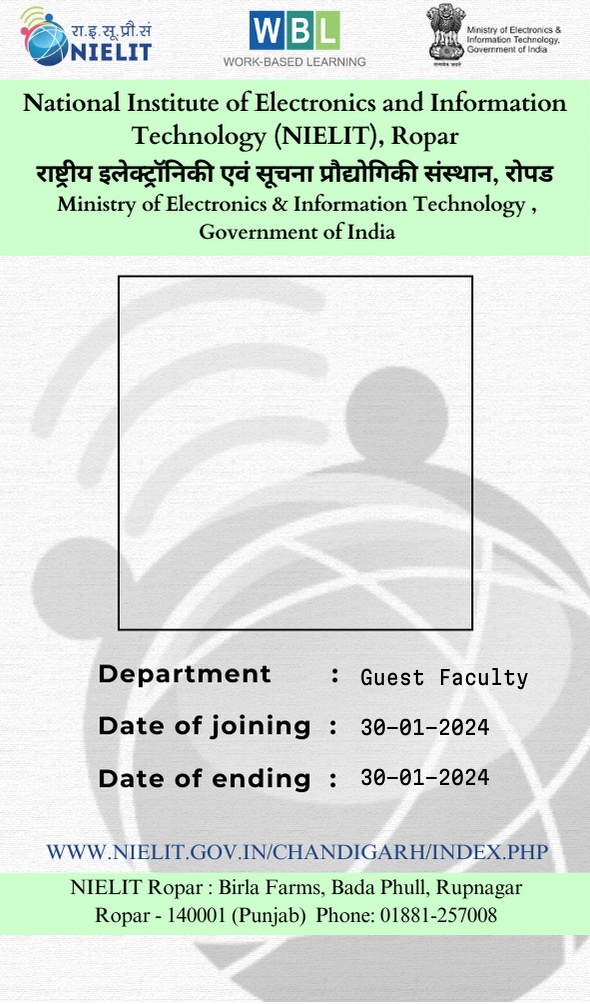 रा.इ.सू.प्रौ.सं
NIELIT
WBL
WORK-BASED LEARNING
Ministry of Electronics &
Information Technology,
Government of India
सत्यमेव जयते
National Institute of Electronics and Information
Technology (NIELIT), Ropar
राष्ट्रीय इलेक्ट्रॉनिकी एवं सूचना प्रौद्योगिकी संस्थान, रोपड
Ministry of Electronics & Information Technology ,
Government of India
Department : Guest Faculty
Date of joining : 30-01-2024
Date of ending : 30-01-2024
WWW.NIELIT.GOV.IN/CHANDIGARH/INDEX.PHP
NIELIT Ropar : Birla Farms, Bada Phull, Rupnagar
Ropar - 140001 (Punjab) Phone: 01881-257008